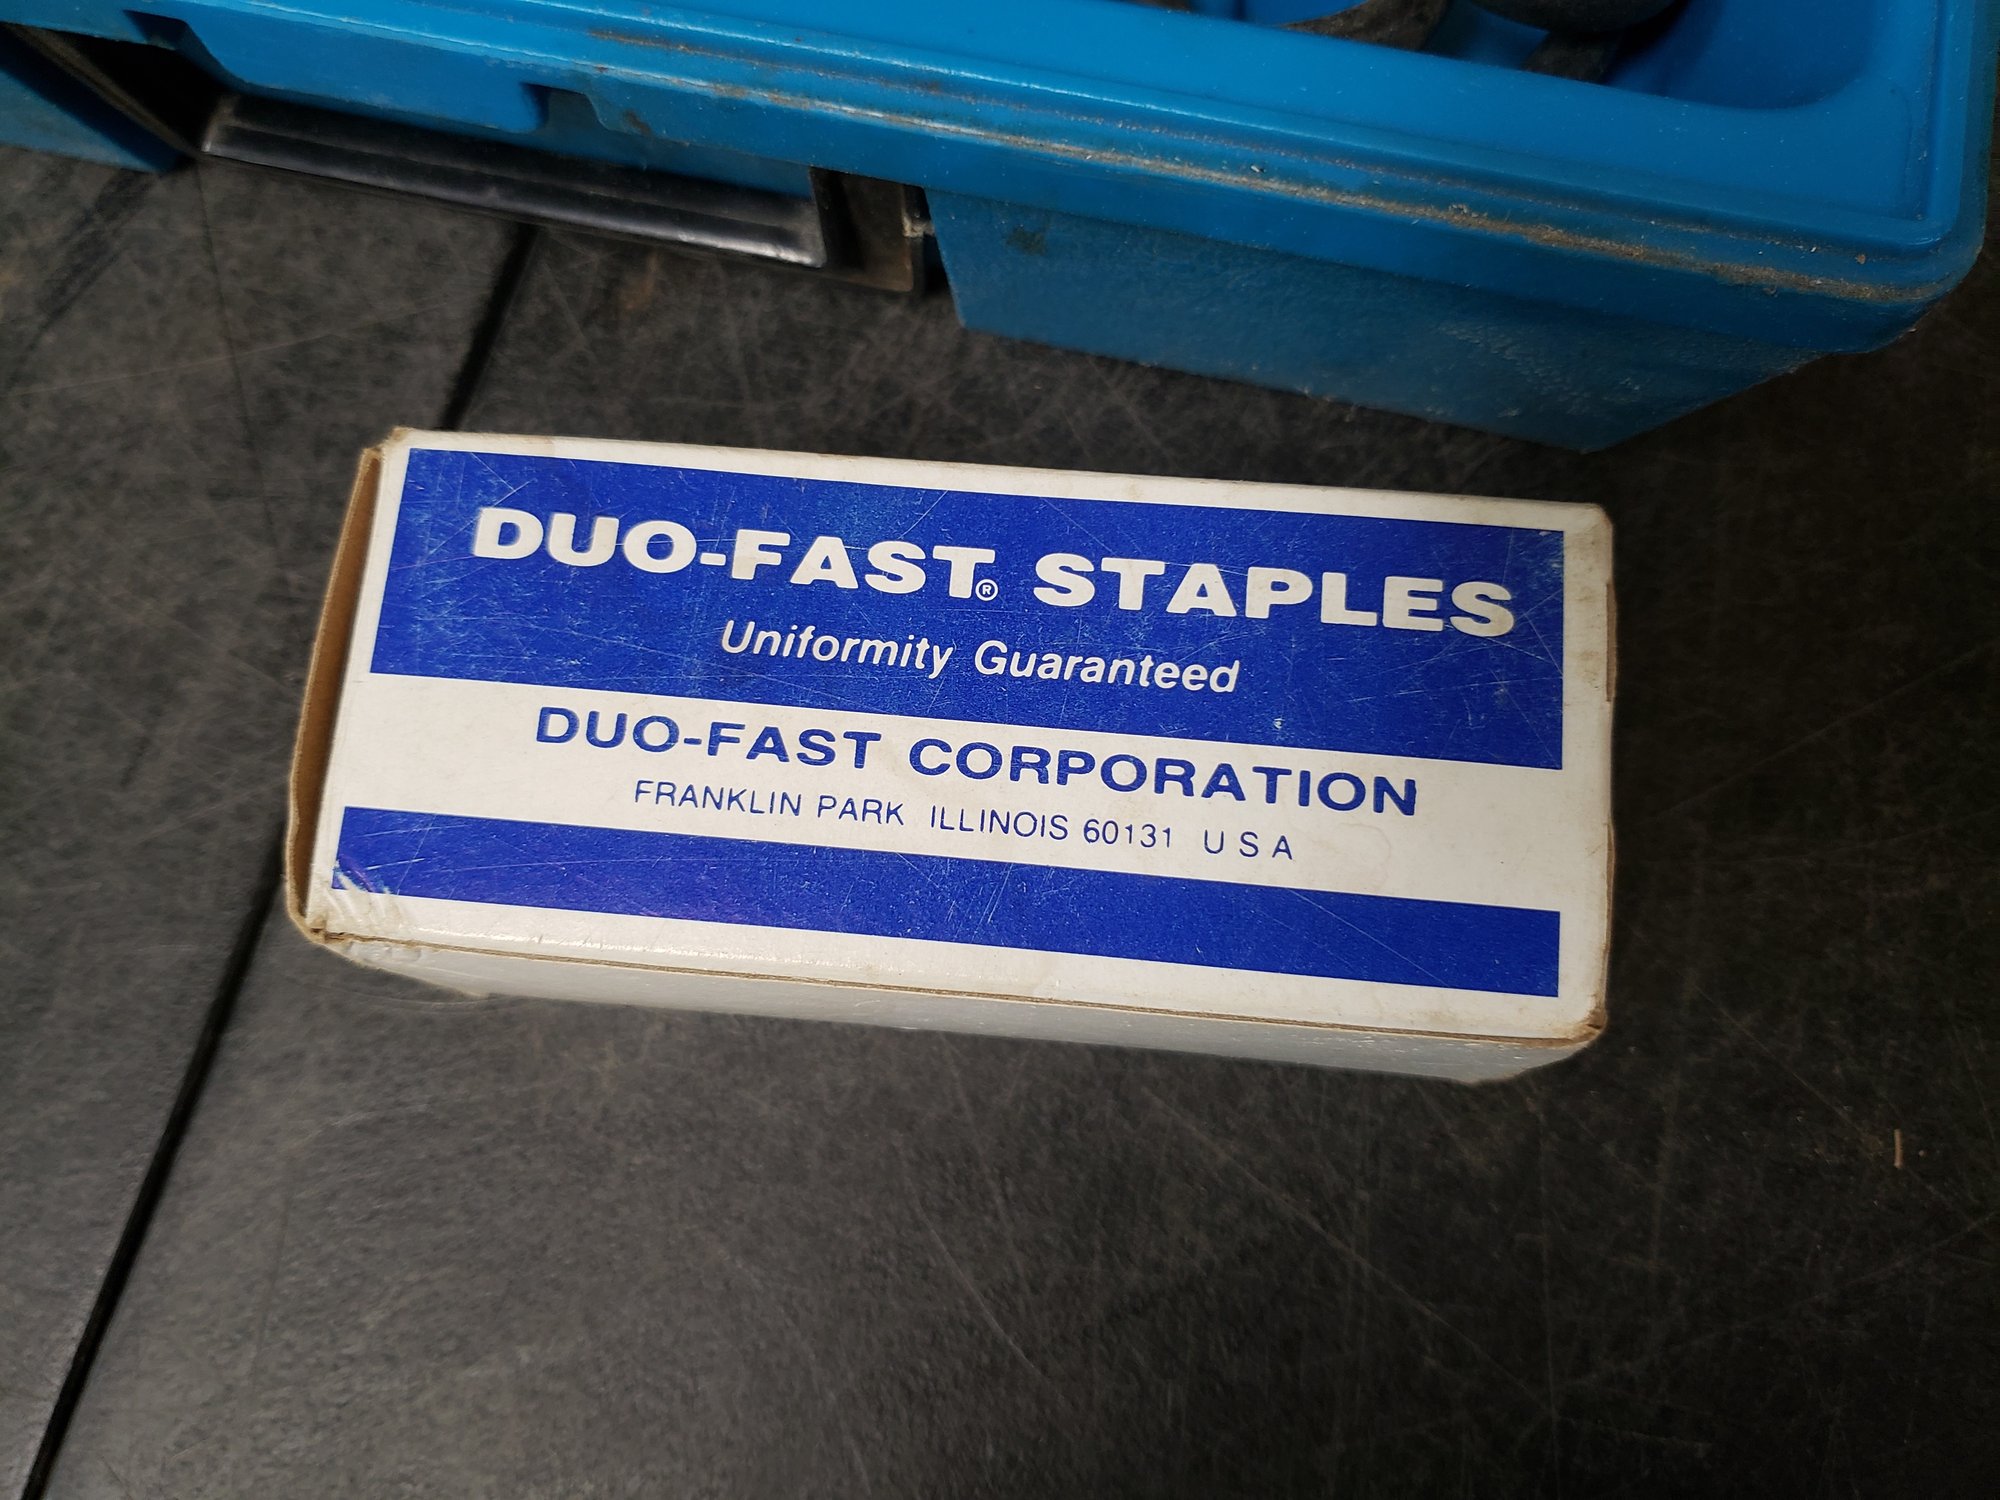 DUO-FAST® STAPLES
Uniformity Guaranteed
DUO-FAST CORPORATION
FRANKLIN PARK ILLINOIS 60131 U S A